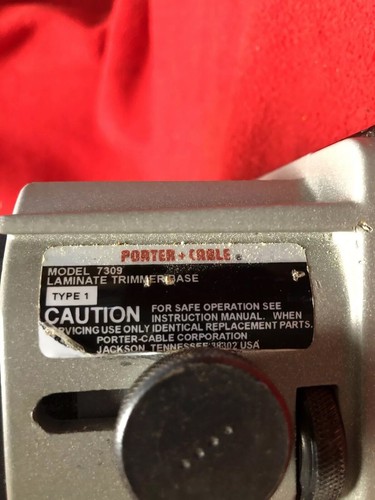 PORTER + CABLE ®
MODEL 7309
LAMINATE TRIMMER BASE
TYPE 1
CAUTION FOR SAFE OPERATION SEE
INSTRUCTION MANUAL. WHEN
SERVICING USE ONLY IDENTICAL REPLACEMENT PARTS.
PORTER-CABLE CORPORATION
JACKSON, TENNESSEE 38302 USA